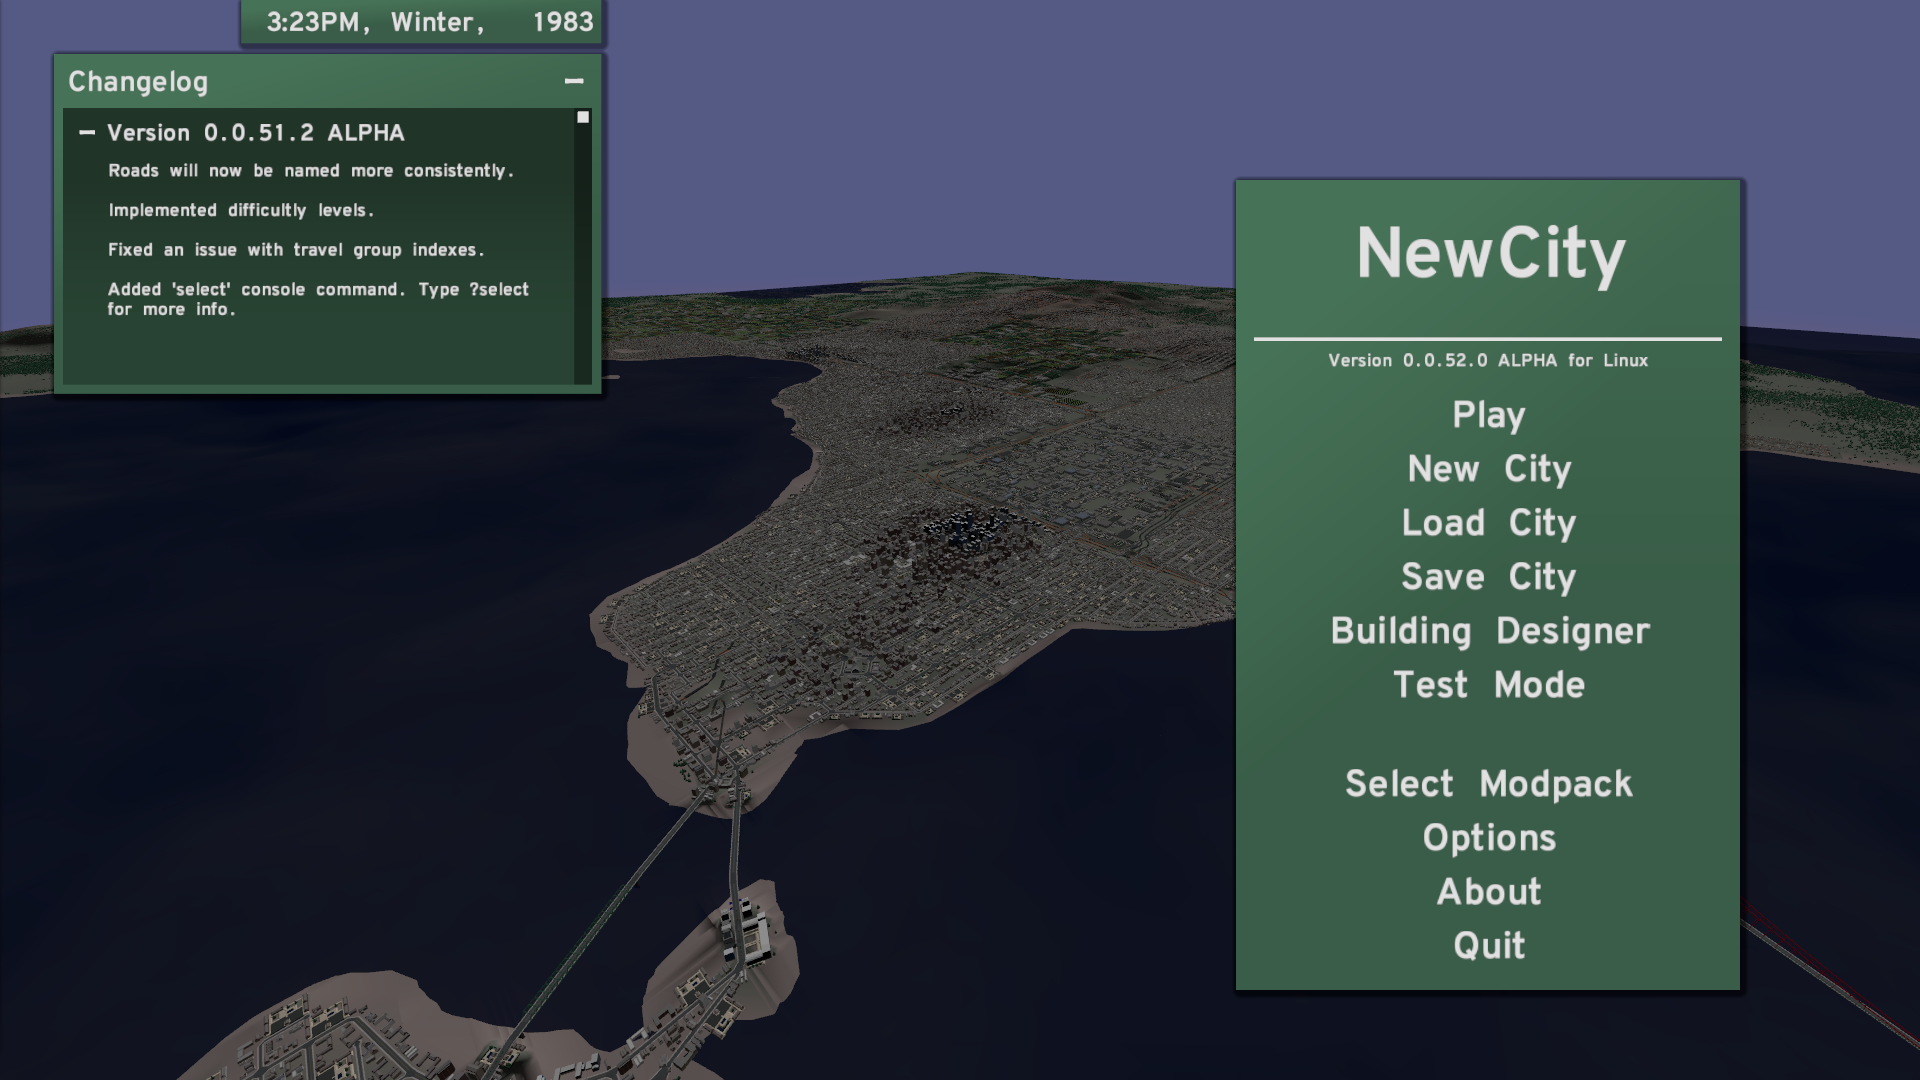 3:23PM, Winter, 1983
Changelog
Version 0.0.51.2 ALPHA
Roads will now be named more consistently.
Implemented difficultly levels.
Fixed an issue with travel group indexes.
Added 'select' console command. Type ?select
for more info.
NewCity
Version 0.0.52.0 ALPHA for Linux
Play
New City
Load City
Save City
Building Designer
Test Mode
Select Modpack
Options
About
Quit